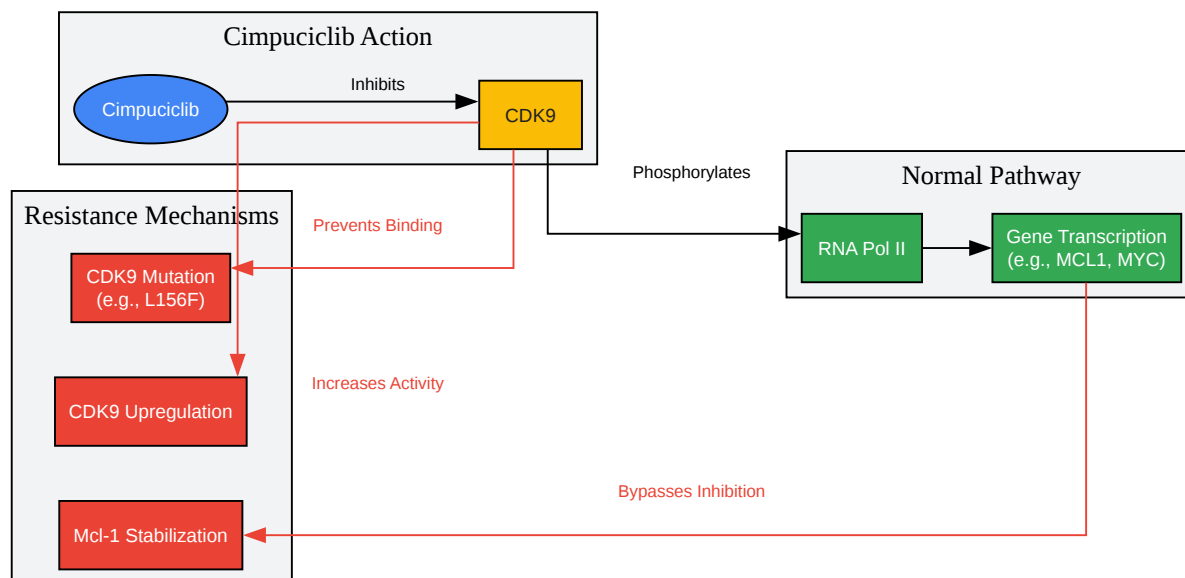 Cimpuciclib Action
Cimpuciclib
Inhibits
CDK9
Phosphorylates
Normal Pathway
RNA Pol II
Gene Transcription
(e.g., MCL1, MYC)
Resistance Mechanisms
Prevents Binding
CDK9 Mutation
(e.g., L156F)
Increases Activity
CDK9 Upregulation
Bypasses Inhibition
Mcl-1 Stabilization